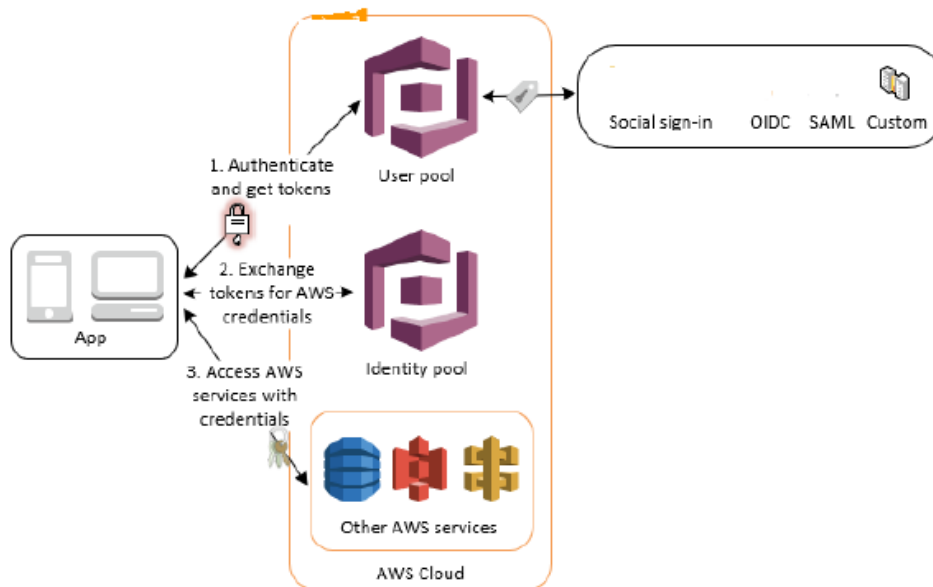 Social sign-in OIDC SAML Custom
1. Authenticate
and get tokens
User pool
2. Exchange
tokens for AWS
credentials
App
Identity pool
3. Access AWS
services with
credentials
Other AWS services
AWS Cloud